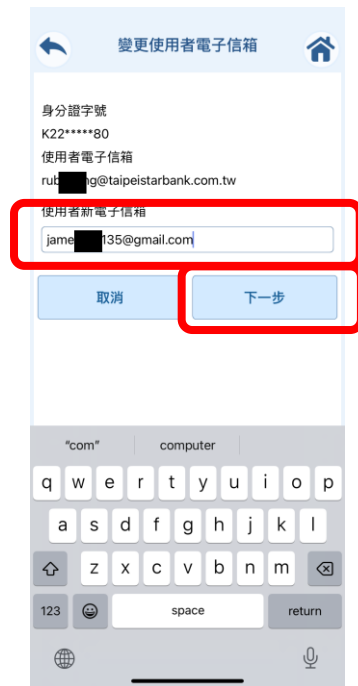 變更使用者電子信箱
身分證字號
K22*****80
使用者電子信箱
rub ng@taipeistarbank.com.tw
使用者新電子信箱
jame 135@gmail.com
取消 下一步
"com" computer
q w e r t y u i o p
a s d f g h j k l
z x c v b n m
123 space return